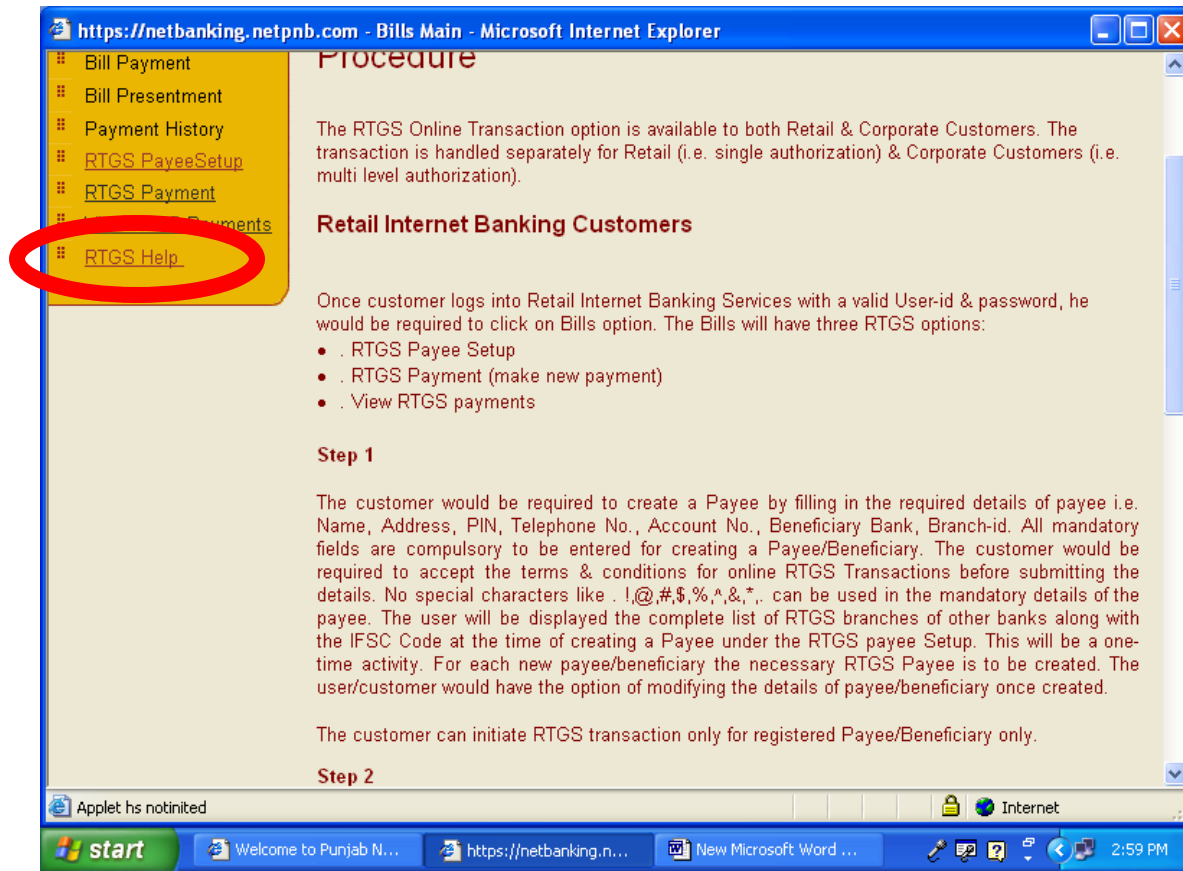 https://netbanking.netpnb.com - Bills Main - Microsoft Internet Explorer
Bill Payment
Bill Presentment
Payment History
RTGS PayeeSetup
RTGS Payment
Payments
RTGS Help
Procedure
The RTGS Online Transaction option is available to both Retail & Corporate Customers. The
transaction is handled separately for Retail (i.e. single authorization) & Corporate Customers (i.e.
multi level authorization).
Retail Internet Banking Customers
Once customer logs into Retail Internet Banking Services with a valid User-id & password, he
would be required to click on Bills option. The Bills will have three RTGS options:
• . RTGS Payee Setup
• . RTGS Payment (make new payment)
• . View RTGS payments
Step 1
The customer would be required to create a Payee by filling in the required details of payee i.e.
Name, Address, PIN, Telephone No., Account No., Beneficiary Bank, Branch-id. All mandatory
fields are compulsory to be entered for creating a Payee/Beneficiary. The customer would be
required to accept the terms & conditions for online RTGS Transactions before submitting the
details. No special characters like . !,@,#,$,%,^,&,*,. can be used in the mandatory details of the
payee. The user will be displayed the complete list of RTGS branches of other banks along with
the IFSC Code at the time of creating a Payee under the RTGS payee Setup. This will be a one-
time activity. For each new payee/beneficiary the necessary RTGS Payee is to be created. The
user/customer would have the option of modifying the details of payee/beneficiary once created.
The customer can initiate RTGS transaction only for registered Payee/Beneficiary only.
Step 2
Applet hs notinited
Internet
start
Welcome to Punjab N...
https://netbanking.n...
New Microsoft Word ...
2:59 PM